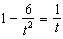 1 - 6/t² = 1/t